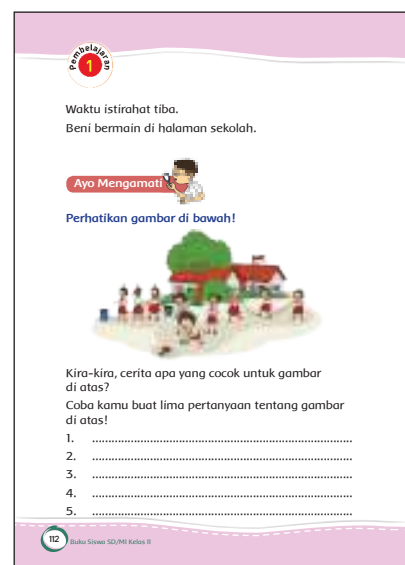 Pembelajaran
1
Waktu istirahat tiba.
Beni bermain di halaman sekolah.
Ayo Mengamati
Perhatikan gambar di bawah!
Kira-kira, cerita apa yang cocok untuk gambar
di atas?
Coba kamu buat lima pertanyaan tentang gambar
di atas!
1. ................................................................................
2. ................................................................................
3. ................................................................................
4. ................................................................................
5. ................................................................................
112 Buku Siswa SD/MI Kelas II